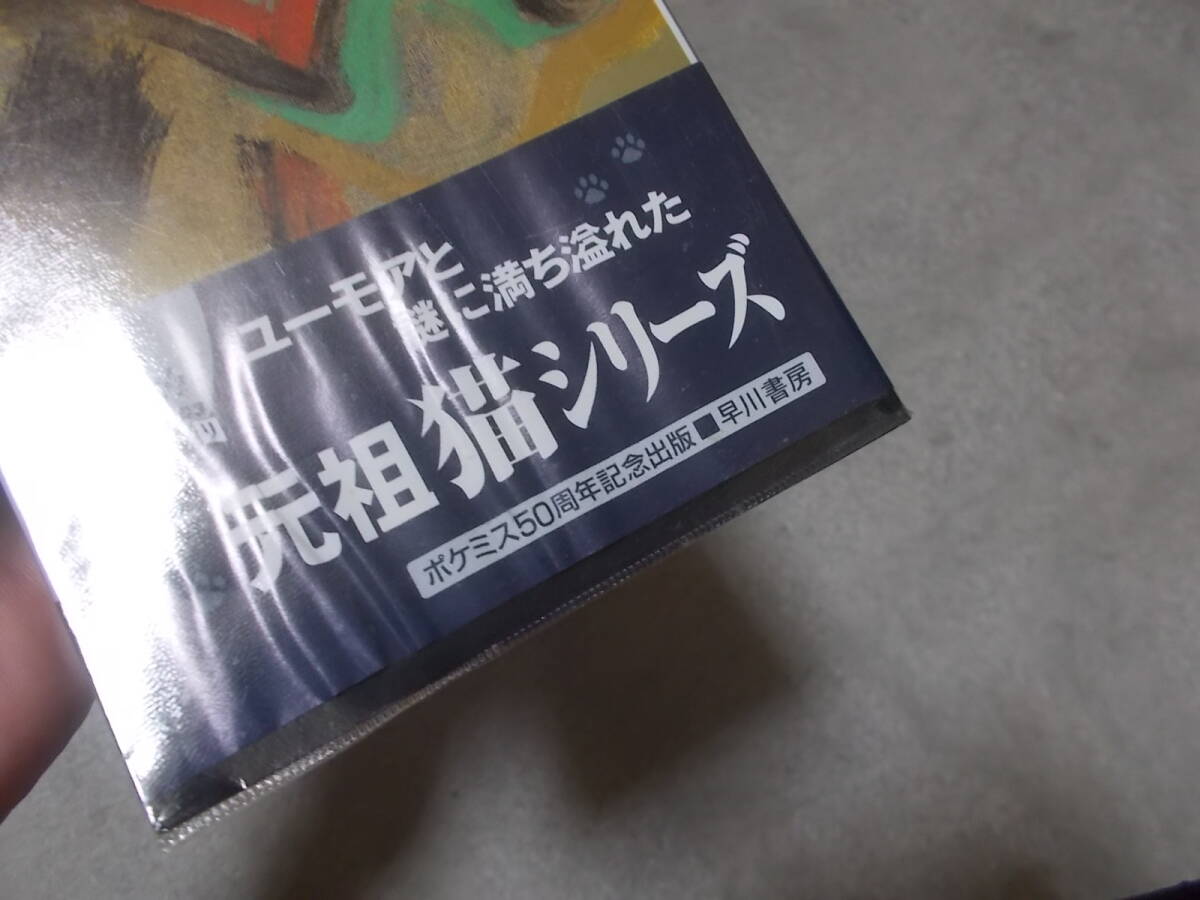 ユーモアと
謎に満ち溢れた
元祖猫シリーズ
ポケミス50周年記念出版■早川書房